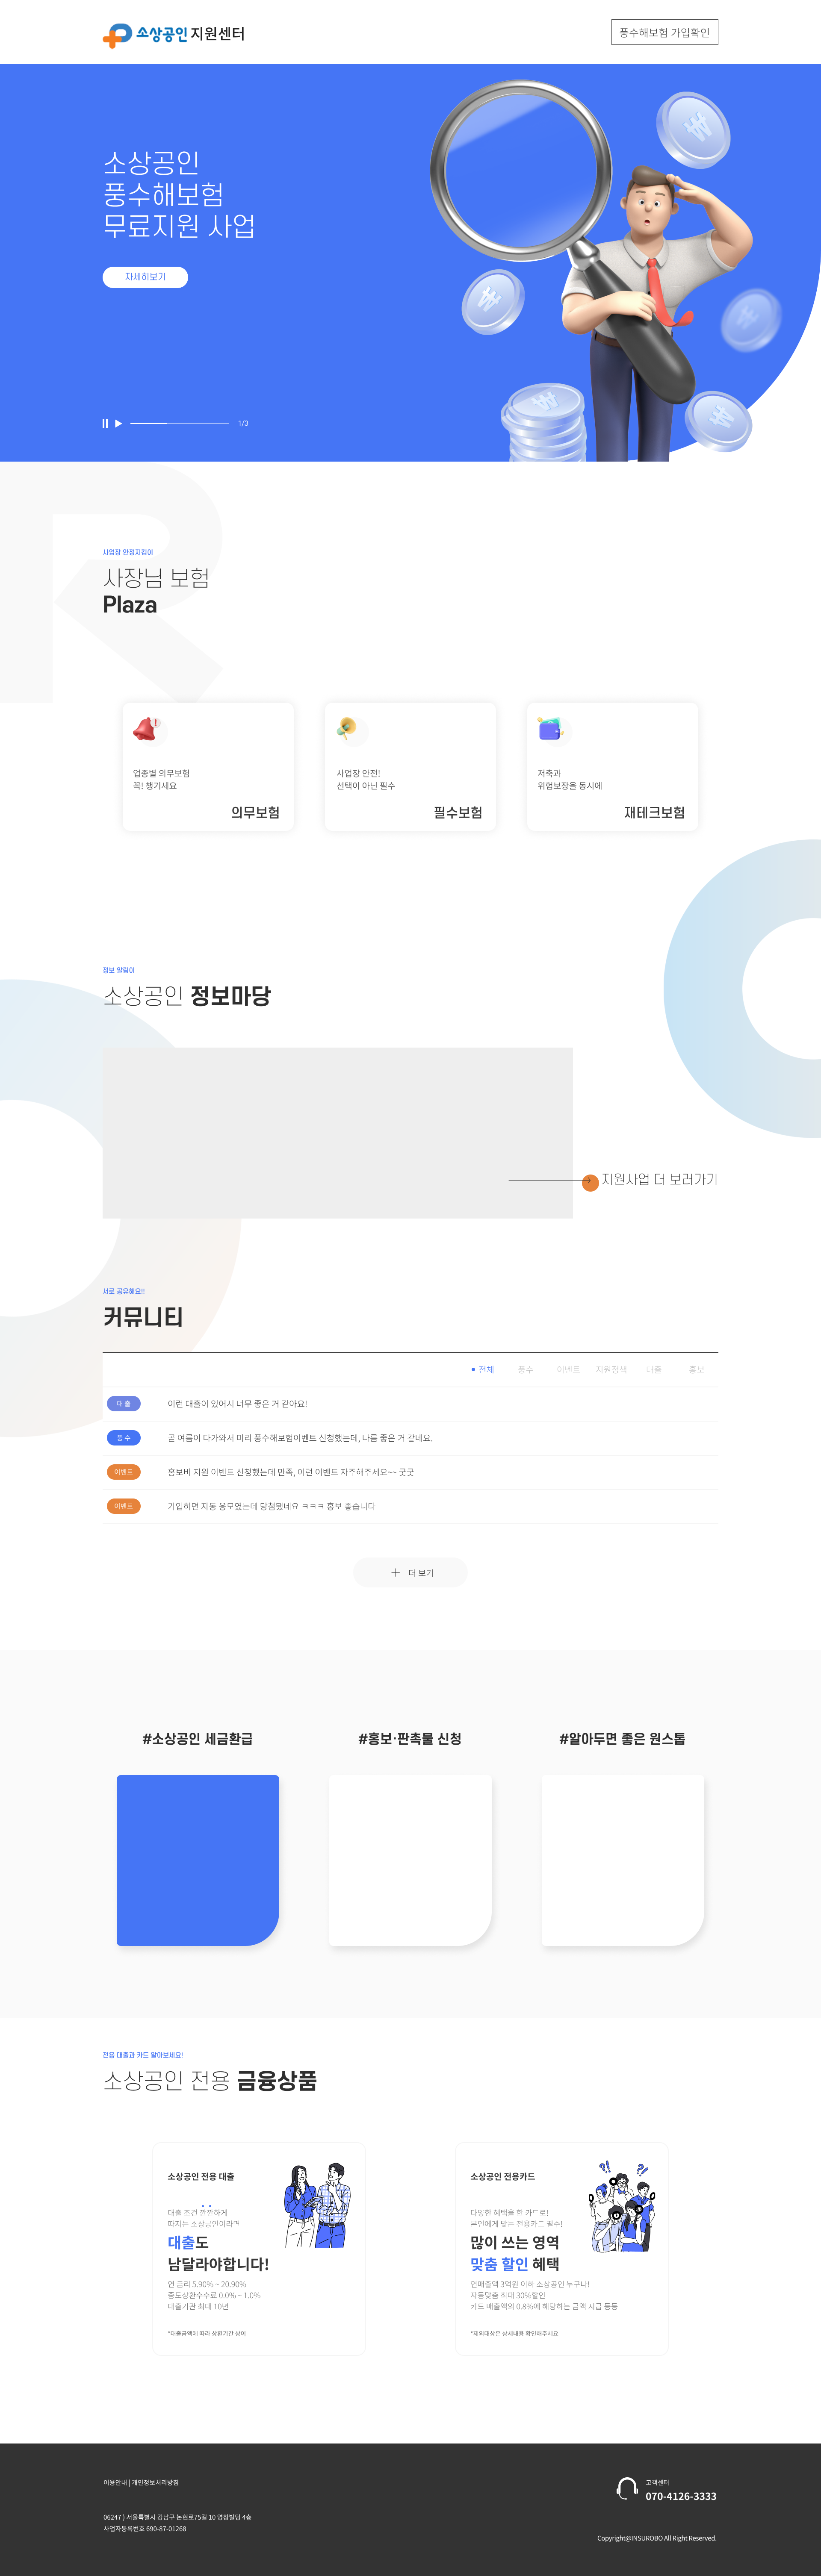 소상공인 지원센터
풍수해보험 가입확인
소상공인
풍수해보험
무료지원 사업
자세히보기
1/3
사업장 안정지킴이
사장님 보험
Plaza
업종별 의무보험
꼭! 챙기세요
의무보험
사업장 안전!
선택이 아닌 필수
필수보험
저축과
위험보장을 동시에
재테크보험
정보 알림이
소상공인 정보마당
지원사업 더 보러가기
서로 공유해요!!
커뮤니티
전체 풍수 이벤트 지원정책 대출 홍보
대출 이런 대출이 있어서 너무 좋은 거 같아요!
풍수 곧 여름이 다가와서 미리 풍수해보험이벤트 신청했는데, 나름 좋은 거 같네요.
이벤트 홍보비 지원 이벤트 신청했는데 만족, 이런 이벤트 자주해주세요~~ 굿굿
이벤트 가입하면 자동 응모였는데 당첨됐네요 ㅋㅋㅋ 홍보 좋습니다
더 보기
#소상공인 세금환급
#홍보·판촉물 신청
#알아두면 좋은 원스톱
전용 대출과 카드 알아보세요!
소상공인 전용 금융상품
소상공인 전용 대출
대출 조건 깐깐하게
따지는 소상공인이라면
대출도
남달라야합니다!
연 금리 5.90% ~ 20.90%
중도상환수수료 0.0% ~ 1.0%
대출기관 최대 10년
*대출금액에 따라 상환기간 상이
소상공인 전용카드
다양한 혜택을 한 카드로!
본인에게 맞는 전용카드 필수!
많이 쓰는 영역
맞춤 할인 혜택
연매출액 3억원 이하 소상공인 누구나!
자동맞춤 최대 30%할인
카드 매출액의 0.8%에 해당하는 금액 지급 등등
*제외대상은 상세내용 확인해주세요
이용안내 | 개인정보처리방침
06247 ) 서울특별시 강남구 논현로75길 10 영창빌딩 4층
사업자등록번호 690-87-01268
고객센터
070-4126-3333
Copyright@INSUROBO All Right Reserved.